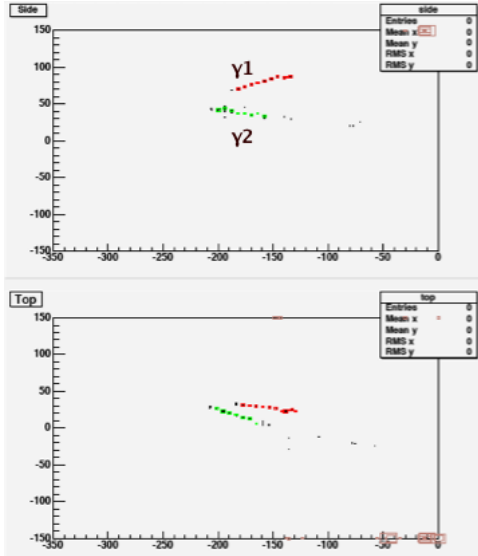 Side
side
Entries 0
Mean x 0
Mean y 0
RMS x 0
RMS y 0
150
100
50
0
-50
-100
-150
γ1
γ2
-350 -300 -250 -200 -150 -100 -50 0
Top
top
Entries 0
Mean x 0
Mean y 0
RMS x 0
RMS y 0
150
100
50
0
-50
-100
-150
-350 -300 -250 -200 -150 -100 -50 0